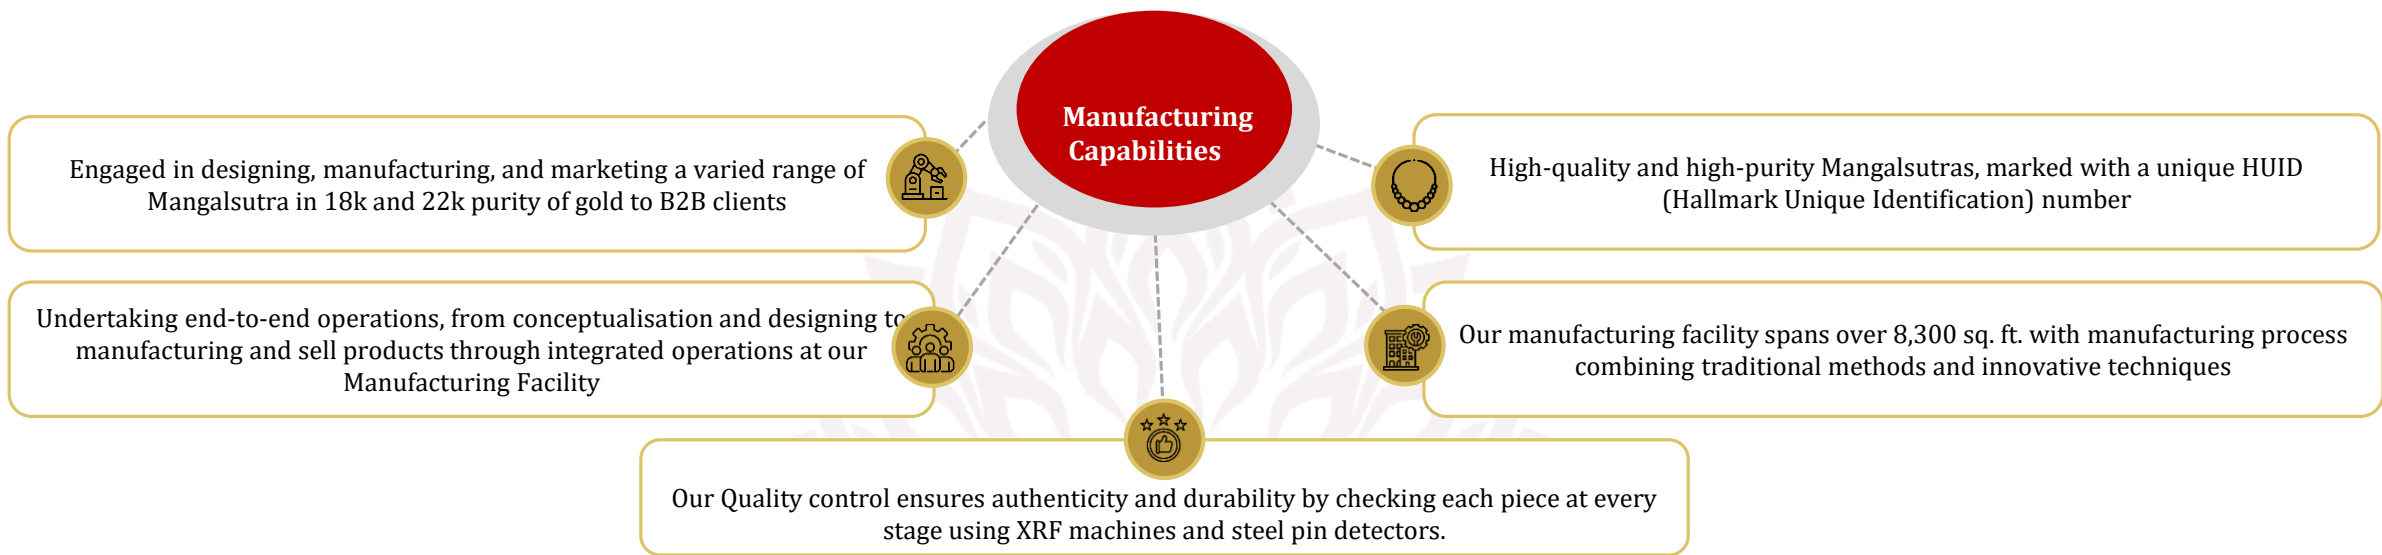 Manufacturing
Capabilities
Engaged in designing, manufacturing, and marketing a varied range of
Mangalsutra in 18k and 22k purity of gold to B2B clients
High-quality and high-purity Mangalsutras, marked with a unique HUID
(Hallmark Unique Identification) number
Undertaking end-to-end operations, from conceptualisation and designing to
manufacturing and sell products through integrated operations at our
Manufacturing Facility
Our manufacturing facility spans over 8,300 sq. ft. with manufacturing process
combining traditional methods and innovative techniques
Our Quality control ensures authenticity and durability by checking each piece at every
stage using XRF machines and steel pin detectors.